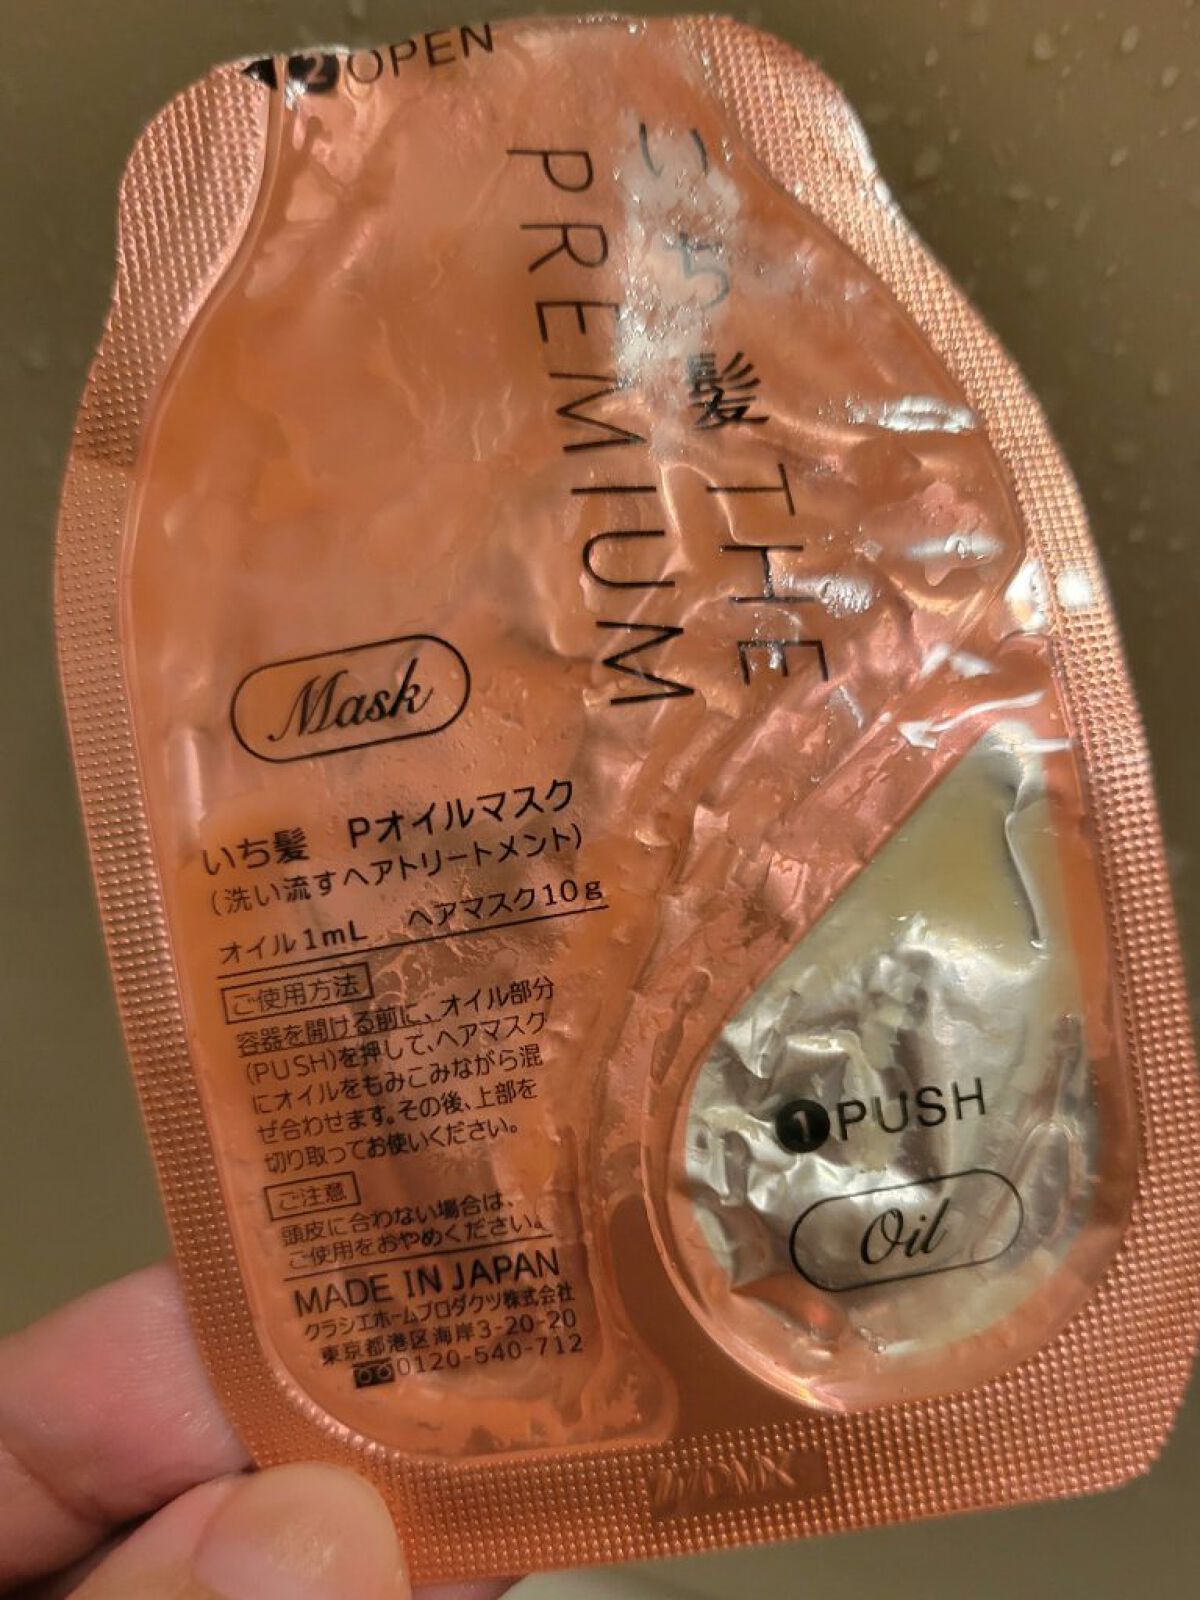 2 OPEN
いち髪 THE
PREMIUM
Mask
いち髪 Pオイルマスク
(洗い流すヘアトリートメント)
オイル1mL ヘアマスク10g
ご使用方法
容器を開ける前に、オイル部分
(PUSH)を押して、ヘアマスク
にオイルをもみこみながら混
ぜ合わせます。その後、上部を
切り取ってお使いください。
ご注意
頭皮に合わない場合は、
ご使用をおやめください。
MADE IN JAPAN
クラシエホームプロダクツ株式会社
東京都港区海岸3-20-20
0120-540-712
1 PUSH
Oil